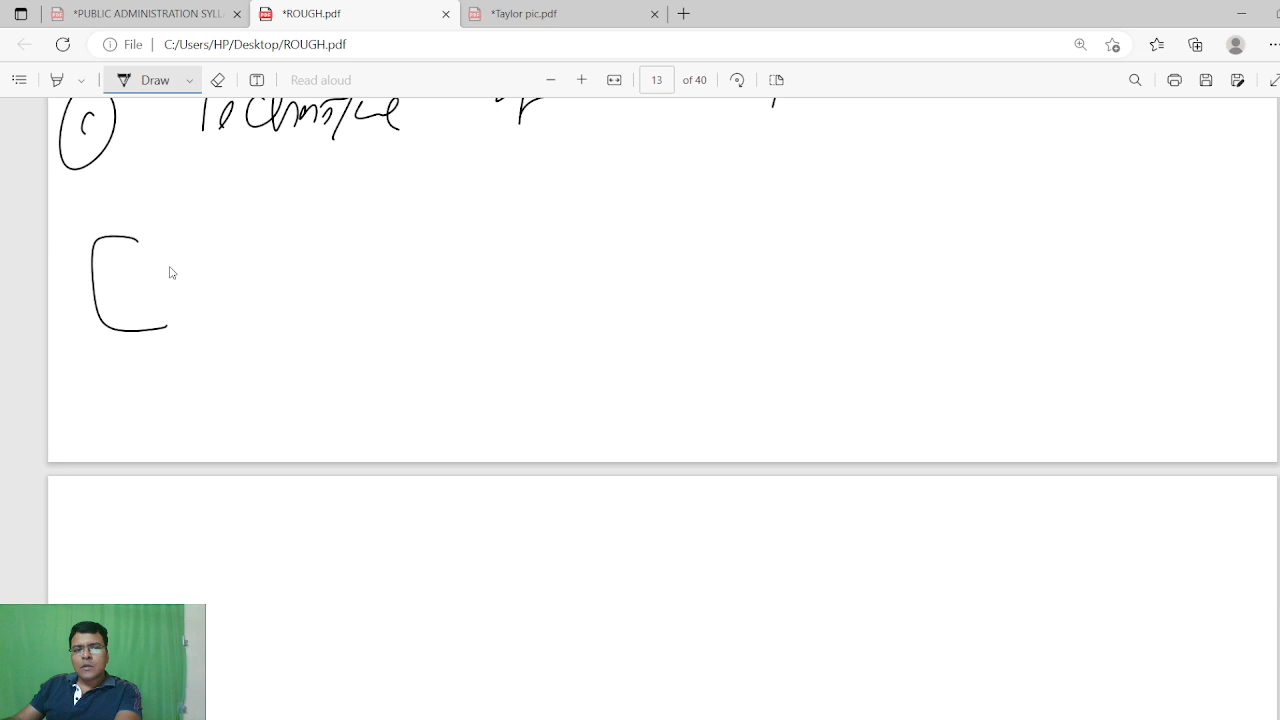 *PUBLIC ADMINISTRATION SYLLA
*ROUGH.pdf
*Taylor pic.pdf
File C:/Users/HP/Desktop/ROUGH.pdf
Draw Read aloud 13 of 40
C Technique